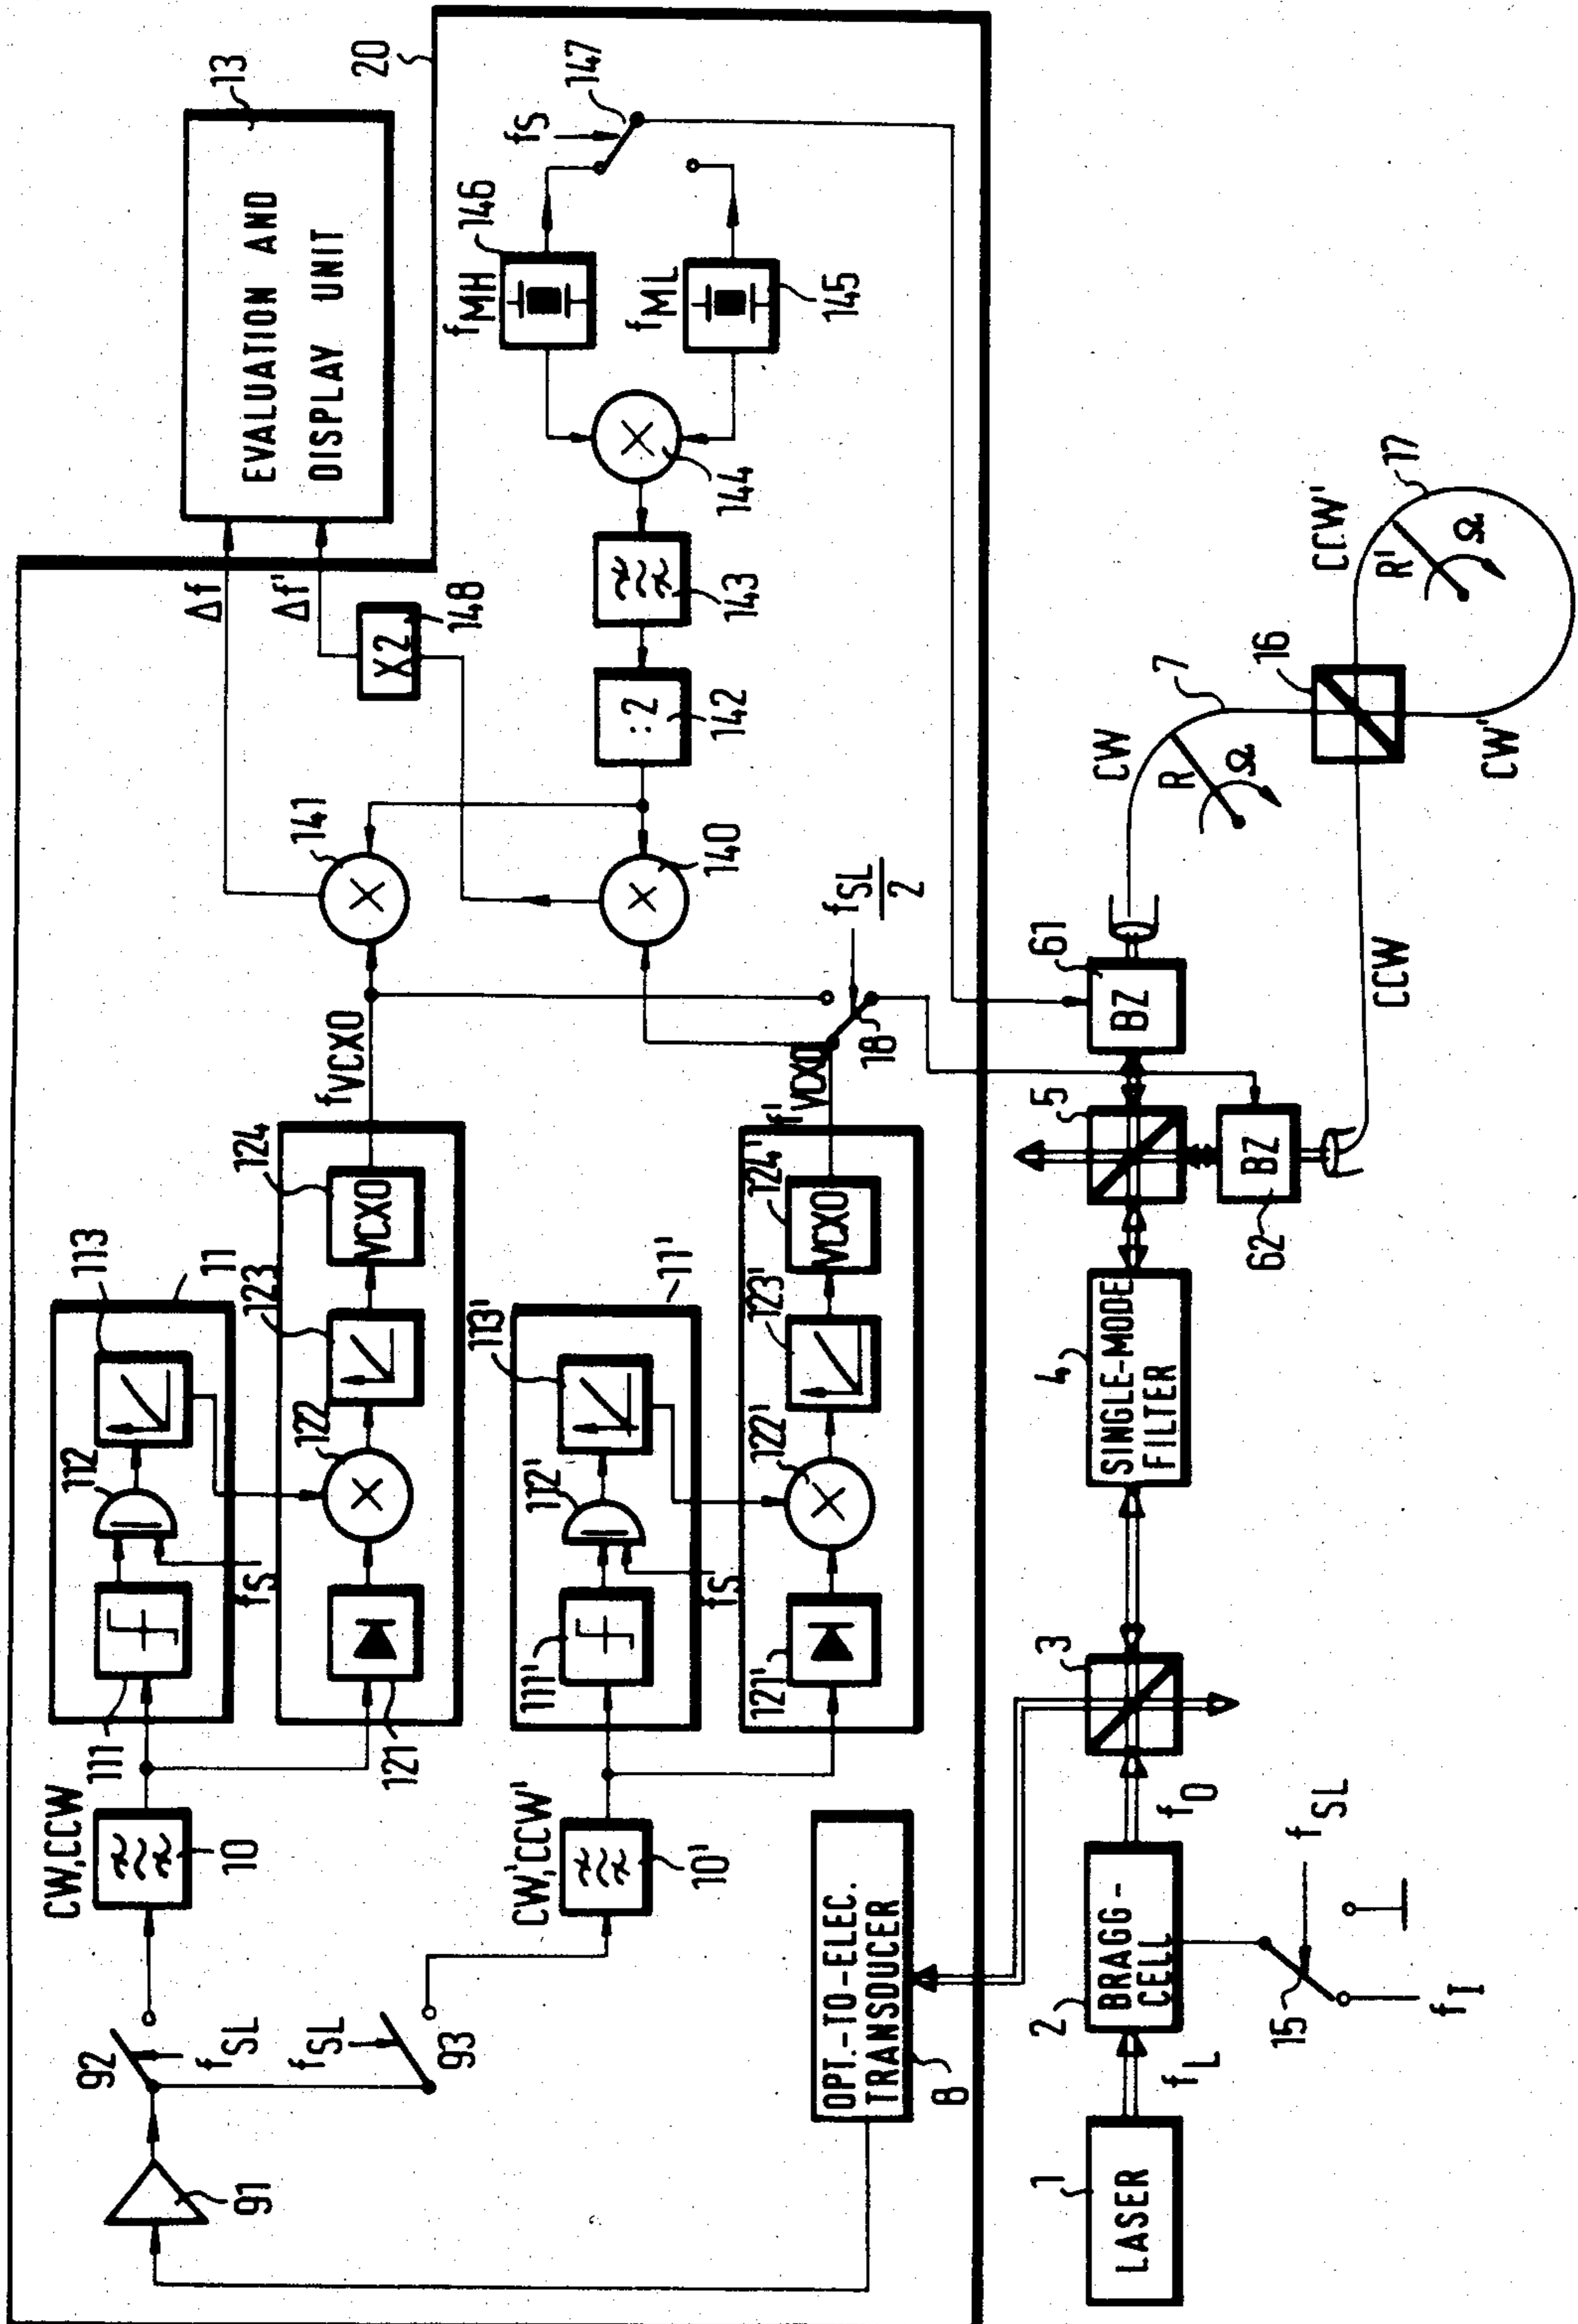 20
13
EVALUATION AND
DISPLAY UNIT
Δf
Δf'
X2
148
fS
147
fMH
146
fML
145
×
144
143
:2
142
×
141
×
140
fVCXO
f'VCXO
fSL/2
18
113
11
112
fS
111
124
VCXO
123
122
×
121
113'
11'
112'
fS
111'
124'
VCXO
123'
122'
×
121'
CW,CCW
10
CW',CCW'
10'
92
fSL
fSL
93
91
OPT.-TO-ELEC.
TRANSDUCER
8
1
LASER
fL
2
BRAGG-
CELL
fO
15
fSL
fI
3
4
SINGLE-MODE
FILTER
5
61
BZ
BZ
62
CW
7
R
Ω
CCW
16
CCW'
17
R'
Ω
CW'